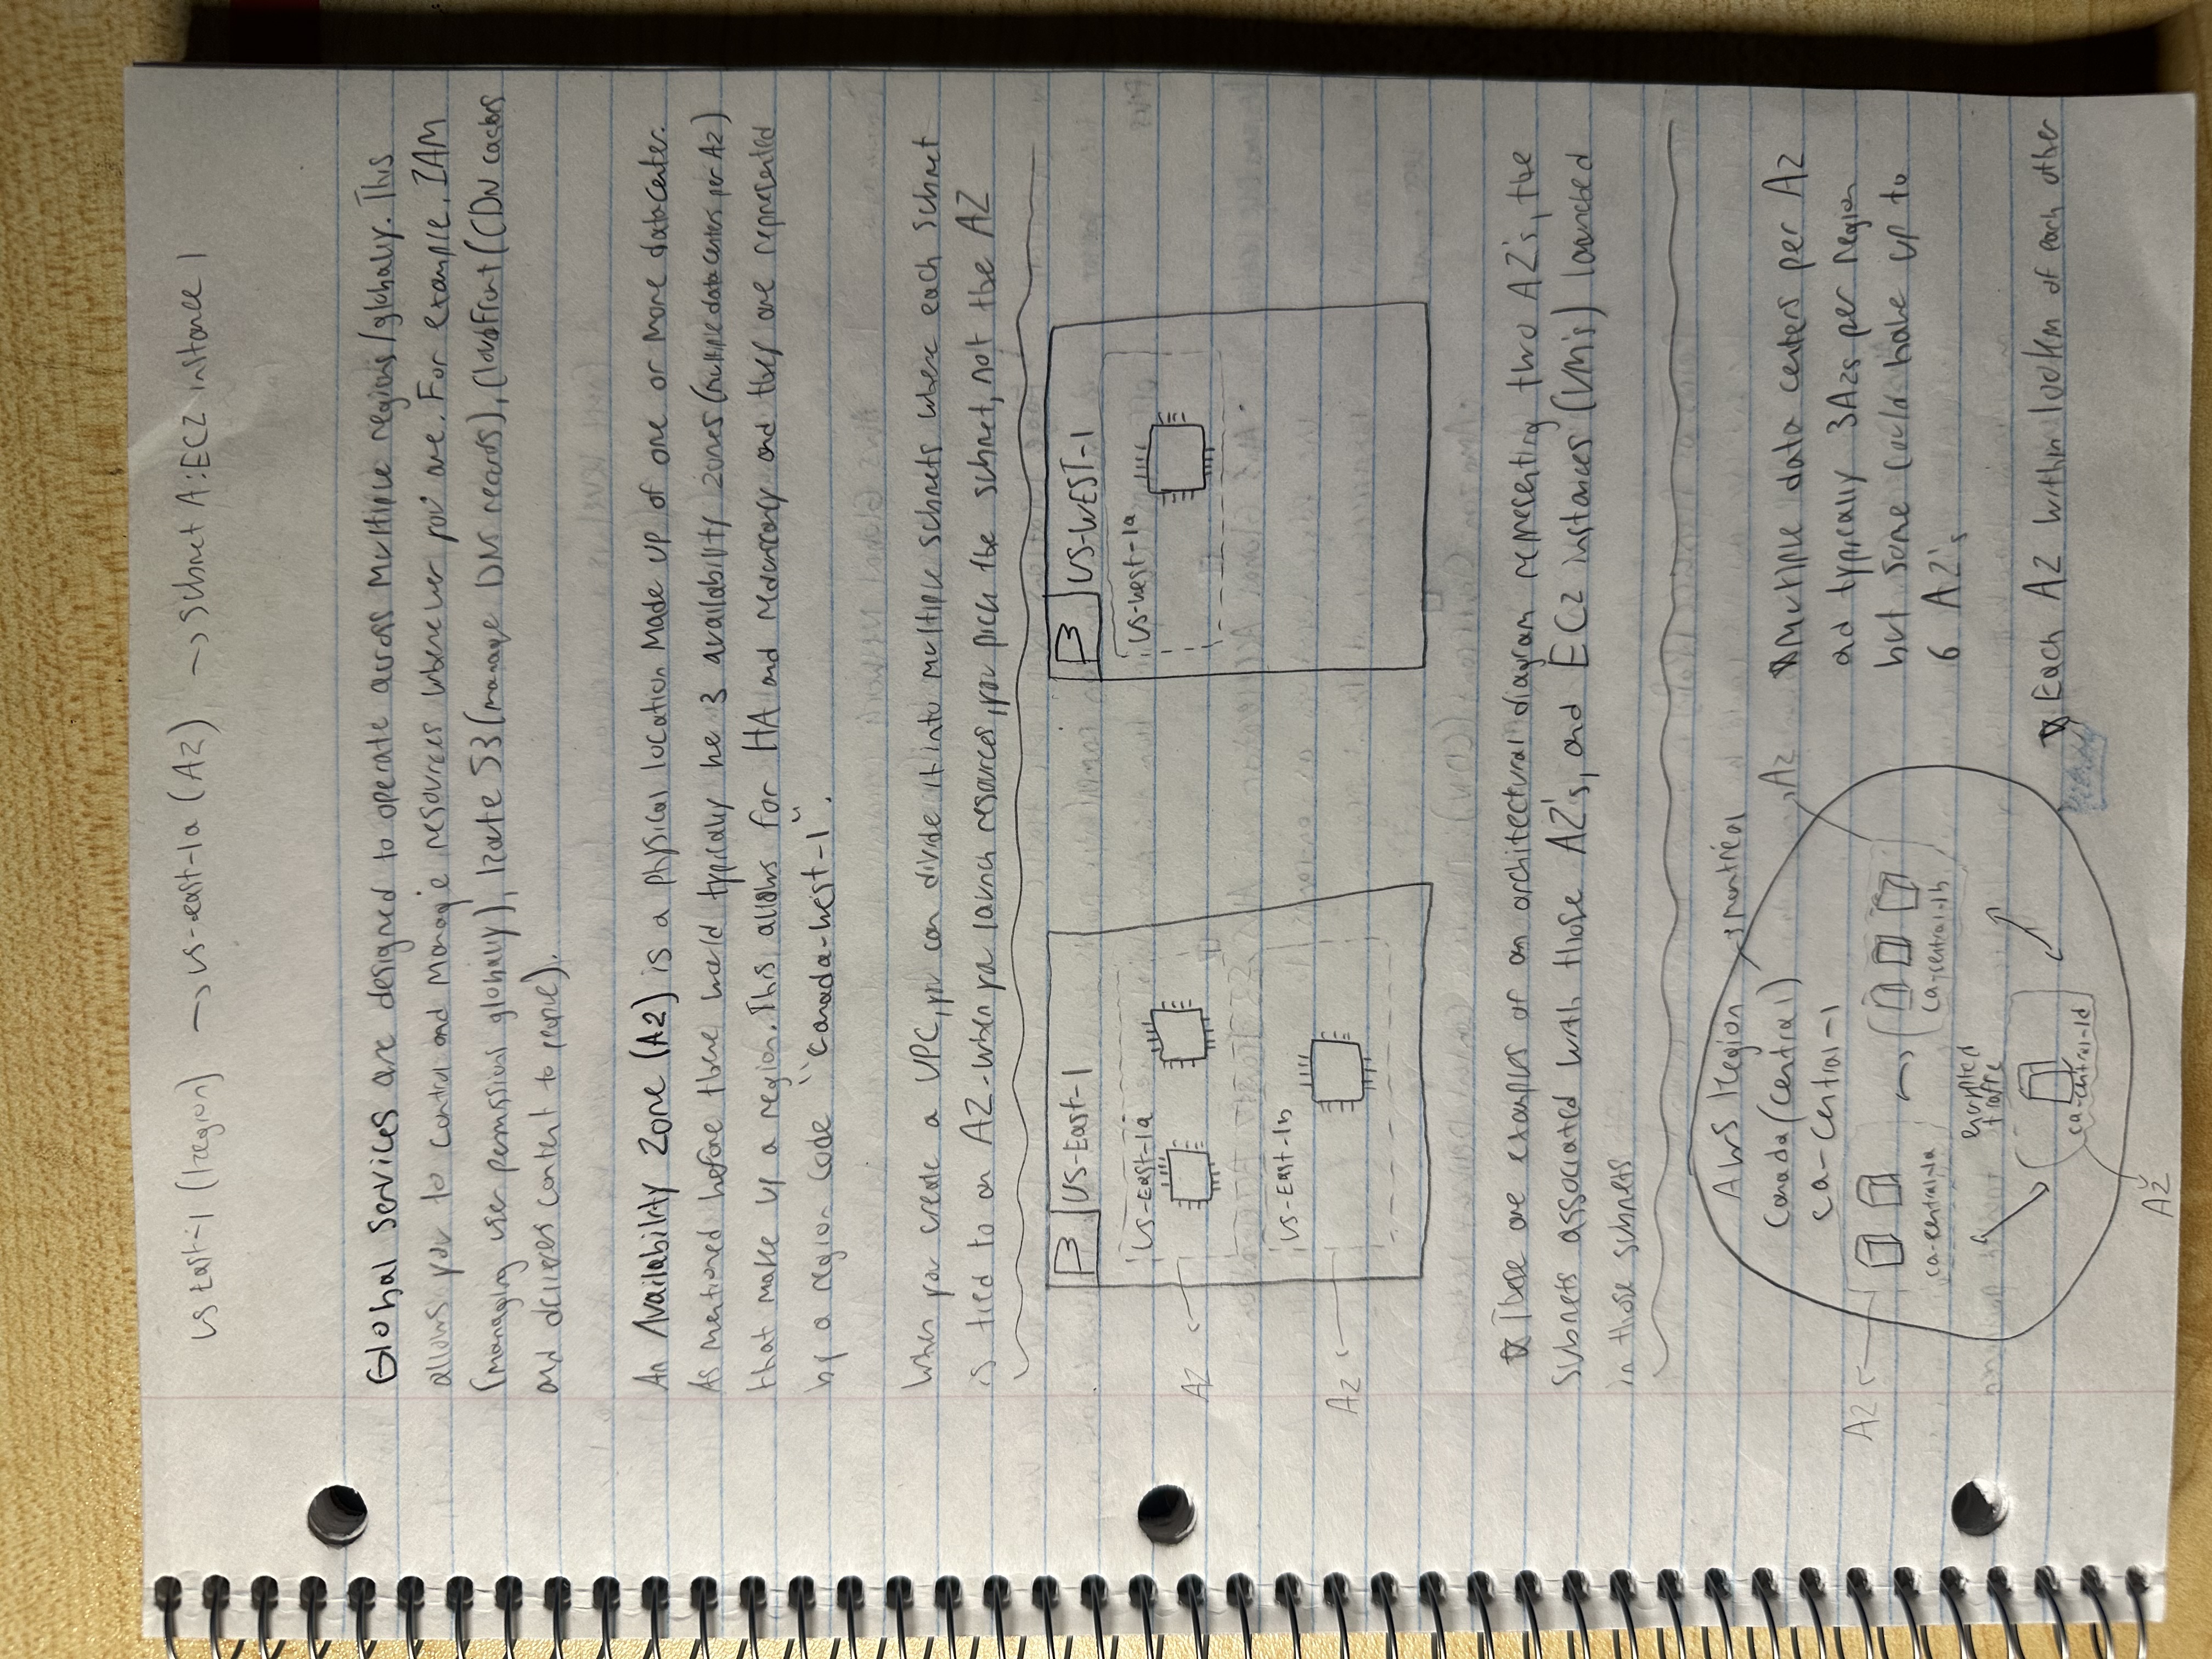 US East-1 (Region) → us-east-1a (AZ) → Subnet A: EC2 instance 1
Global Services are designed to operate across multiple regions/globally. This
allows you to control and manage resources whenever you are. For example, IAM
(managing user permissions globally), Route 53 (manage DNS records), CloudFront (CDN caches
and delivers content to people).
An Availability Zone (AZ) is a physical location made up of one or more datacenter.
As mentioned before there would typically be 3 availability zones (multiple data centers per AZ)
that make up a region. This allows for HA and redundancy and they are represented
by a region code "Canada-west-1".
When you create a VPC, you can divide it into multiple subnets where each subnet
is tied to an AZ - when you launch resources, you pick the subnet, not the AZ
US-East-1
US-WEST-1
US-East-1a
US-west-1a
AZ
US-East-1b
AZ
☆ These are examples of an architectural diagram representing two AZ's, the
subnets associated with those AZ's, and EC2 instances (VM's) launched
in those subnets
AWS Region → Montréal
Canada (Central)
ca-central-1
AZ
AZ
ca-central-1a
ca-central-1b
encrypted
traffic
ca-central-1d
AZ
☆ Multiple data centers per AZ
ad typically 3 AZs per region
but some could have up to
6 AZ's
☆ Each AZ within 100km of each other